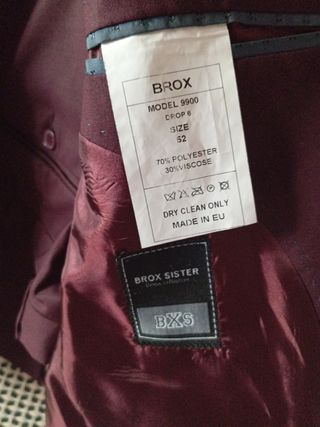 BROX
MODEL 9900
DROP 6
SIZE
52
70% POLYESTER
30%VISCOSE
DRY CLEAN ONLY
MADE IN EU
BROX SISTER
BXS